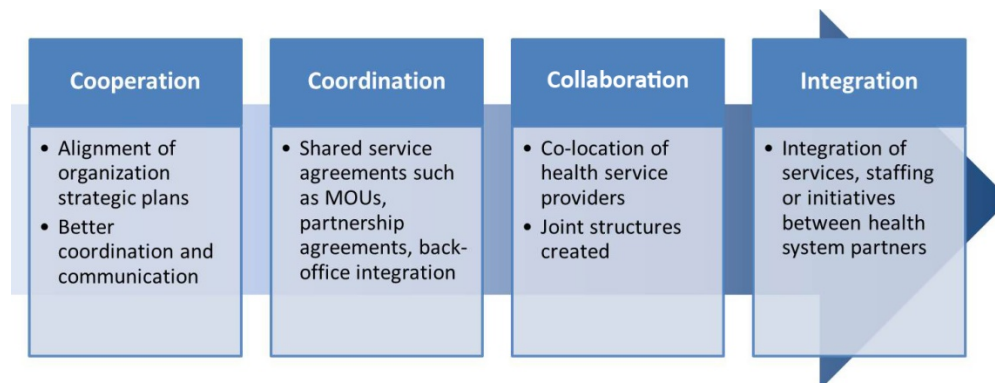 Cooperation
• Alignment of
organization
strategic plans
• Better
coordination and
communication
Coordination
• Shared service
agreements such
as MOUs,
partnership
agreements, back-
office integration
Collaboration
• Co-location of
health service
providers
• Joint structures
created
Integration
• Integration of
services, staffing
or initiatives
between health
system partners